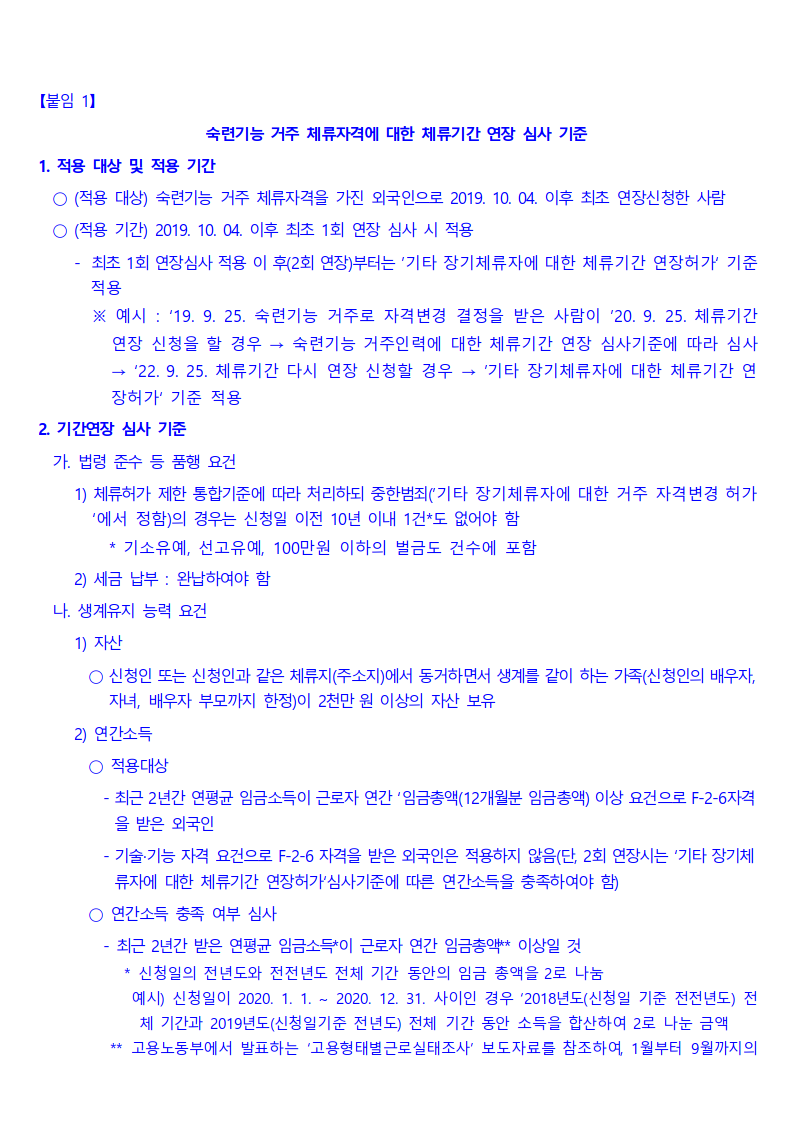 【붙임 1】
숙련기능 거주 체류자격에 대한 체류기간 연장 심사 기준
1. 적용 대상 및 적용 기간
○ (적용 대상) 숙련기능 거주 체류자격을 가진 외국인으로 2019. 10. 04. 이후 최초 연장신청한 사람
○ (적용 기간) 2019. 10. 04. 이후 최초 1회 연장 심사 시 적용
- 최초 1회 연장심사 적용 이 후(2회 연장)부터는 ‘기타 장기체류자에 대한 체류기간 연장허가‘ 기준
적용
※ 예시 : ‘19. 9. 25. 숙련기능 거주로 자격변경 결정을 받은 사람이 ’20. 9. 25. 체류기간
연장 신청을 할 경우 → 숙련기능 거주인력에 대한 체류기간 연장 심사기준에 따라 심사
→ ‘22. 9. 25. 체류기간 다시 연장 신청할 경우 → ‘기타 장기체류자에 대한 체류기간 연
장허가‘ 기준 적용
2. 기간연장 심사 기준
가. 법령 준수 등 품행 요건
1) 체류허가 제한 통합기준에 따라 처리하되 중한범죄(‘기타 장기체류자에 대한 거주 자격변경 허가
‘에서 정함)의 경우는 신청일 이전 10년 이내 1건*도 없어야 함
* 기소유예, 선고유예, 100만원 이하의 벌금도 건수에 포함
2) 세금 납부 : 완납하여야 함
나. 생계유지 능력 요건
1) 자산
○ 신청인 또는 신청인과 같은 체류지(주소지)에서 동거하면서 생계를 같이 하는 가족(신청인의 배우자,
자녀, 배우자 부모까지 한정)이 2천만 원 이상의 자산 보유
2) 연간소득
○ 적용대상
- 최근 2년간 연평균 임금소득이 근로자 연간 ‘임금총액(12개월분 임금총액) 이상 요건으로 F-2-6자격
을 받은 외국인
- 기술·기능 자격 요건으로 F-2-6 자격을 받은 외국인은 적용하지 않음(단, 2회 연장시는 ‘기타 장기체
류자에 대한 체류기간 연장허가‘심사기준에 따른 연간소득을 충족하여야 함)
○ 연간소득 충족 여부 심사
- 최근 2년간 받은 연평균 임금소득*이 근로자 연간 임금총액** 이상일 것
* 신청일의 전년도와 전전년도 전체 기간 동안의 임금 총액을 2로 나눔
예시) 신청일이 2020. 1. 1. ~ 2020. 12. 31. 사이인 경우 ‘2018년도(신청일 기준 전전년도) 전
체 기간과 2019년도(신청일기준 전년도) 전체 기간 동안 소득을 합산하여 2로 나눈 금액
** 고용노동부에서 발표하는 ‘고용형태별근로실태조사’ 보도자료를 참조하여, 1월부터 9월까지의